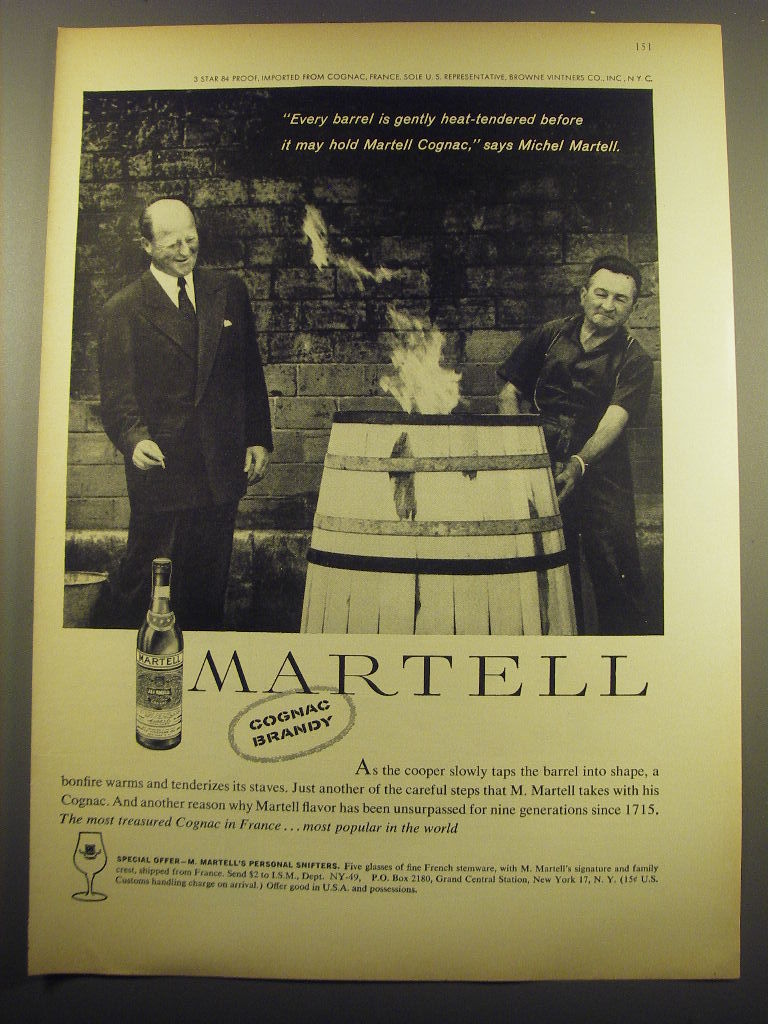 151
3 STAR 84 PROOF, IMPORTED FROM COGNAC, FRANCE. SOLE U.S. REPRESENTATIVE, BROWNE VINTNERS CO., INC., N.Y.C.
"Every barrel is gently heat-tendered before
it may hold Martell Cognac," says Michel Martell.
MARTELL
MARTELL
COGNAC
BRANDY
As the cooper slowly taps the barrel into shape, a
bonfire warms and tenderizes its staves. Just another of the careful steps that M. Martell takes with his
Cognac. And another reason why Martell flavor has been unsurpassed for nine generations since 1715.
The most treasured Cognac in France ... most popular in the world
SPECIAL OFFER—M. MARTELL'S PERSONAL SNIFTERS. Five glasses of fine French stemware, with M. Martell's signature and family
crest, shipped from France. Send $2 to I.S.M., Dept. NY-49, P.O. Box 2180, Grand Central Station, New York 17, N. Y. (15¢ U.S.
Customs handling charge on arrival.) Offer good in U.S.A. and possessions.